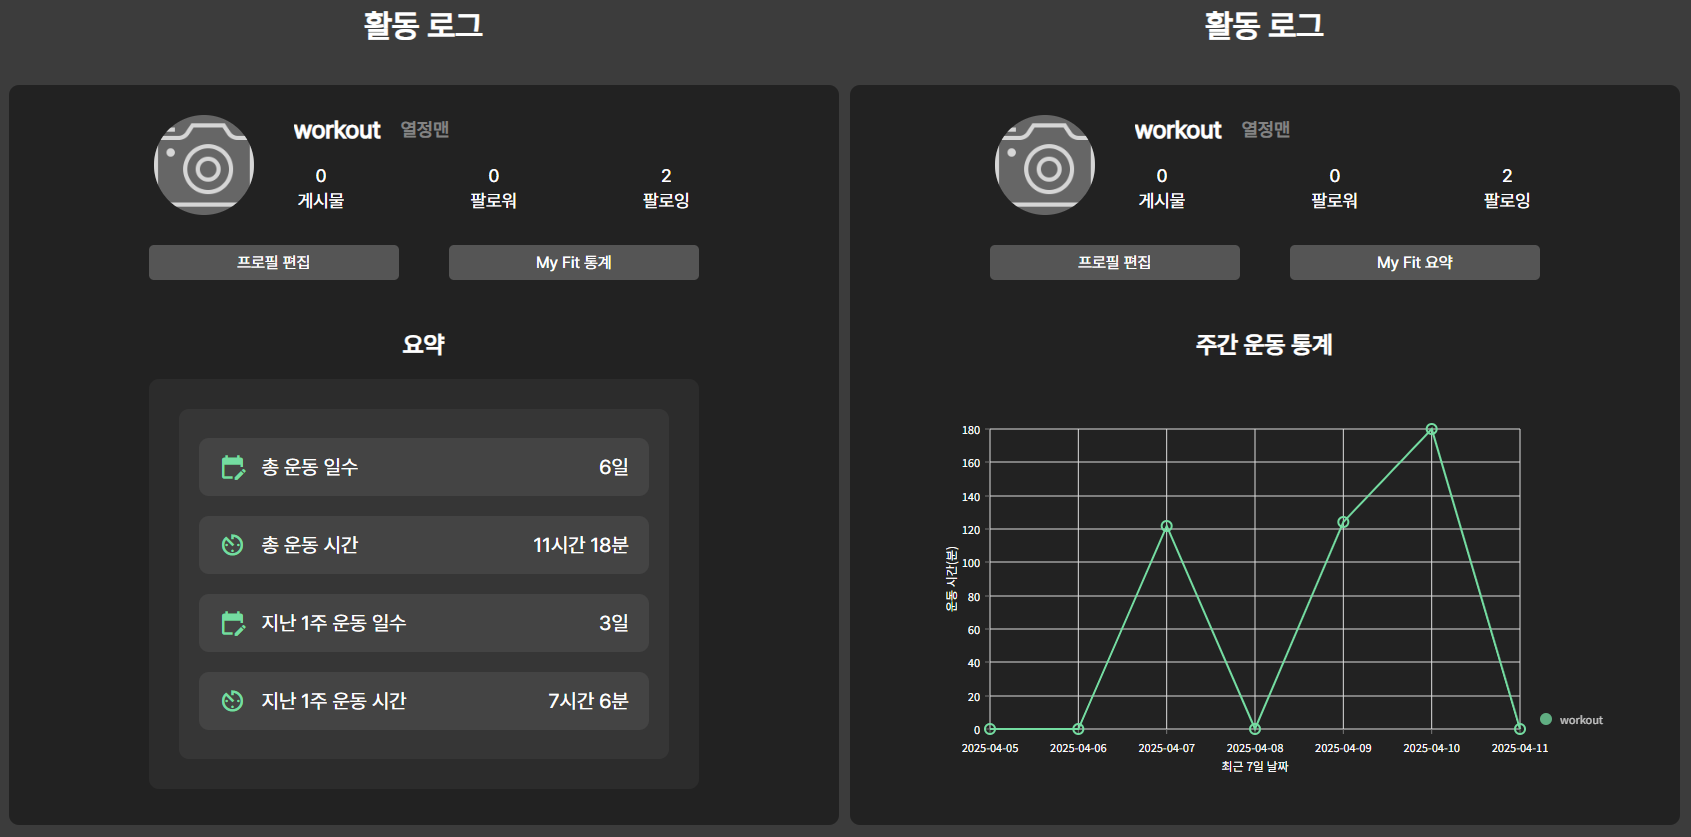 활동 로그
workout 열정맨
0 0 2
게시물 팔로워 팔로잉
프로필 편집 My Fit 통계
요약
총 운동 일수 6일
총 운동 시간 11시간 18분
지난 1주 운동 일수 3일
지난 1주 운동 시간 7시간 6분
활동 로그
workout 열정맨
0 0 2
게시물 팔로워 팔로잉
프로필 편집 My Fit 요약
주간 운동 통계
운동 시간(분)
180
160
140
120
100
80
60
40
20
0
2025-04-05 2025-04-06 2025-04-07 2025-04-08 2025-04-09 2025-04-10 2025-04-11
최근 7일 날짜
workout